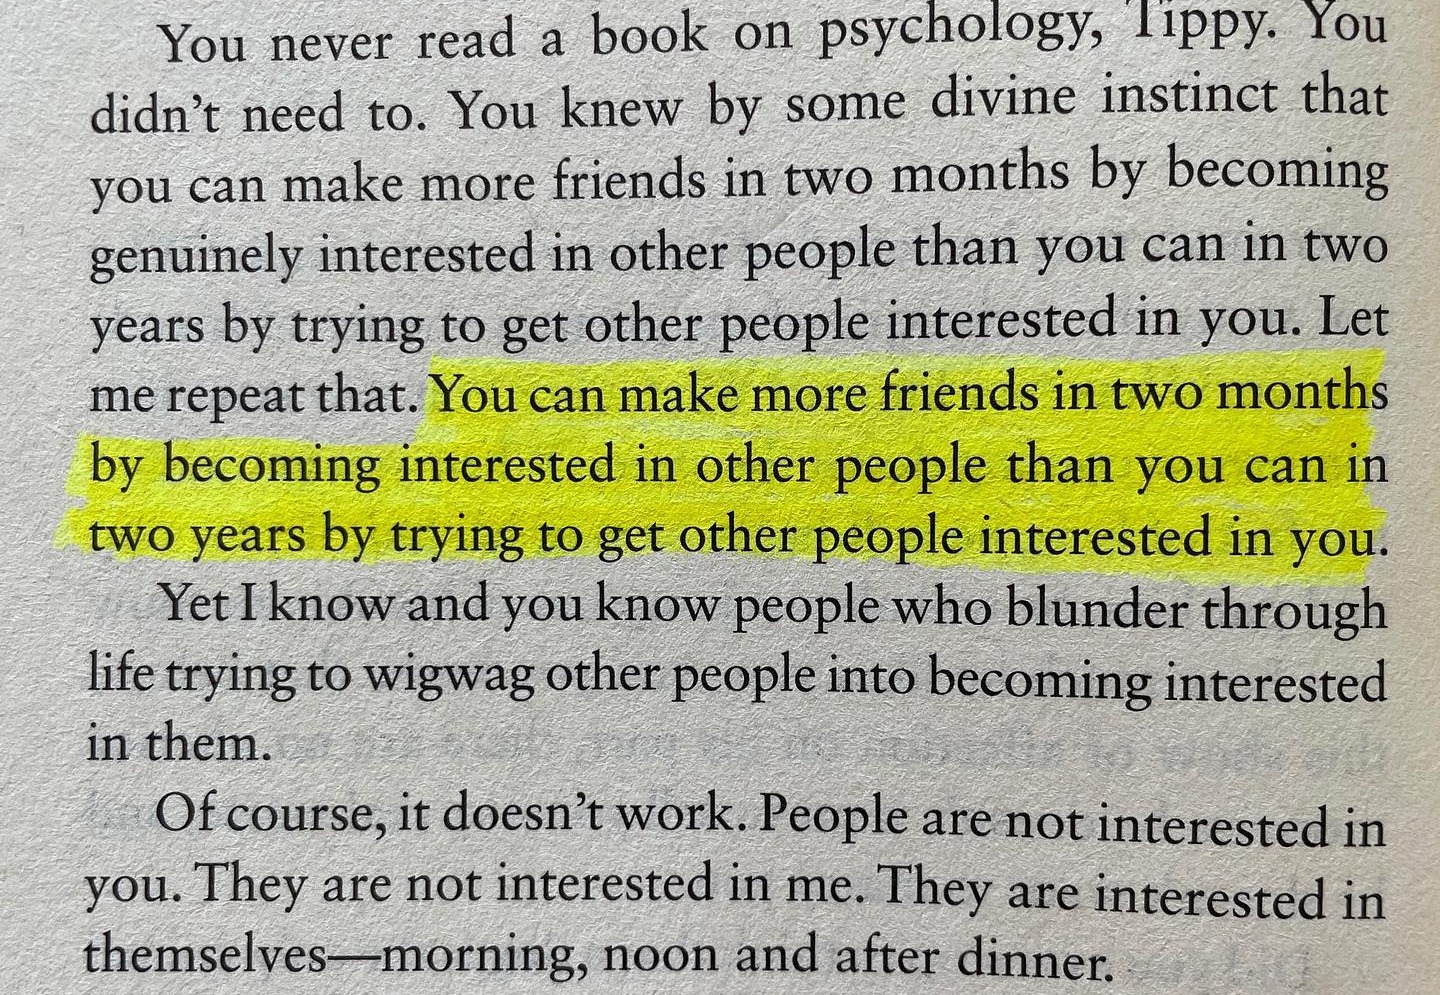 You never read a book on psychology, Tippy. You
didn’t need to. You knew by some divine instinct that
you can make more friends in two months by becoming
genuinely interested in other people than you can in two
years by trying to get other people interested in you. Let
me repeat that. You can make more friends in two months
by becoming interested in other people than you can in
two years by trying to get other people interested in you.
Yet I know and you know people who blunder through
life trying to wigwag other people into becoming interested
in them.
Of course, it doesn’t work. People are not interested in
you. They are not interested in me. They are interested in
themselves—morning, noon and after dinner.